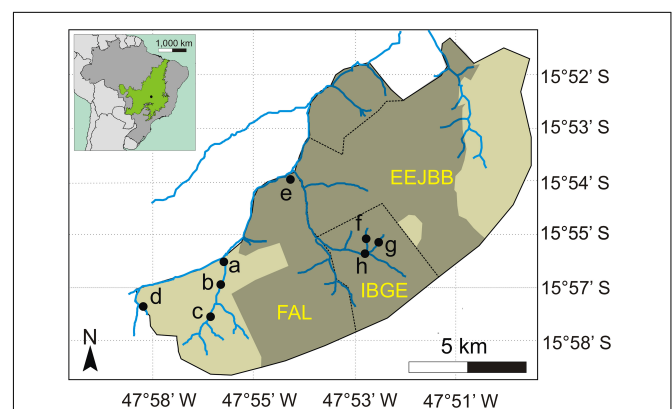 1,000 km
15°52’ S
15°53’ S
EEJBB
15°54’ S
e
f
g
15°55’ S
a
h
b
IBGE
15°57’ S
d
c
FAL
N
5 km
15°58’ S
47°58’ W
47°55’ W
47°53’ W
47°51’ W